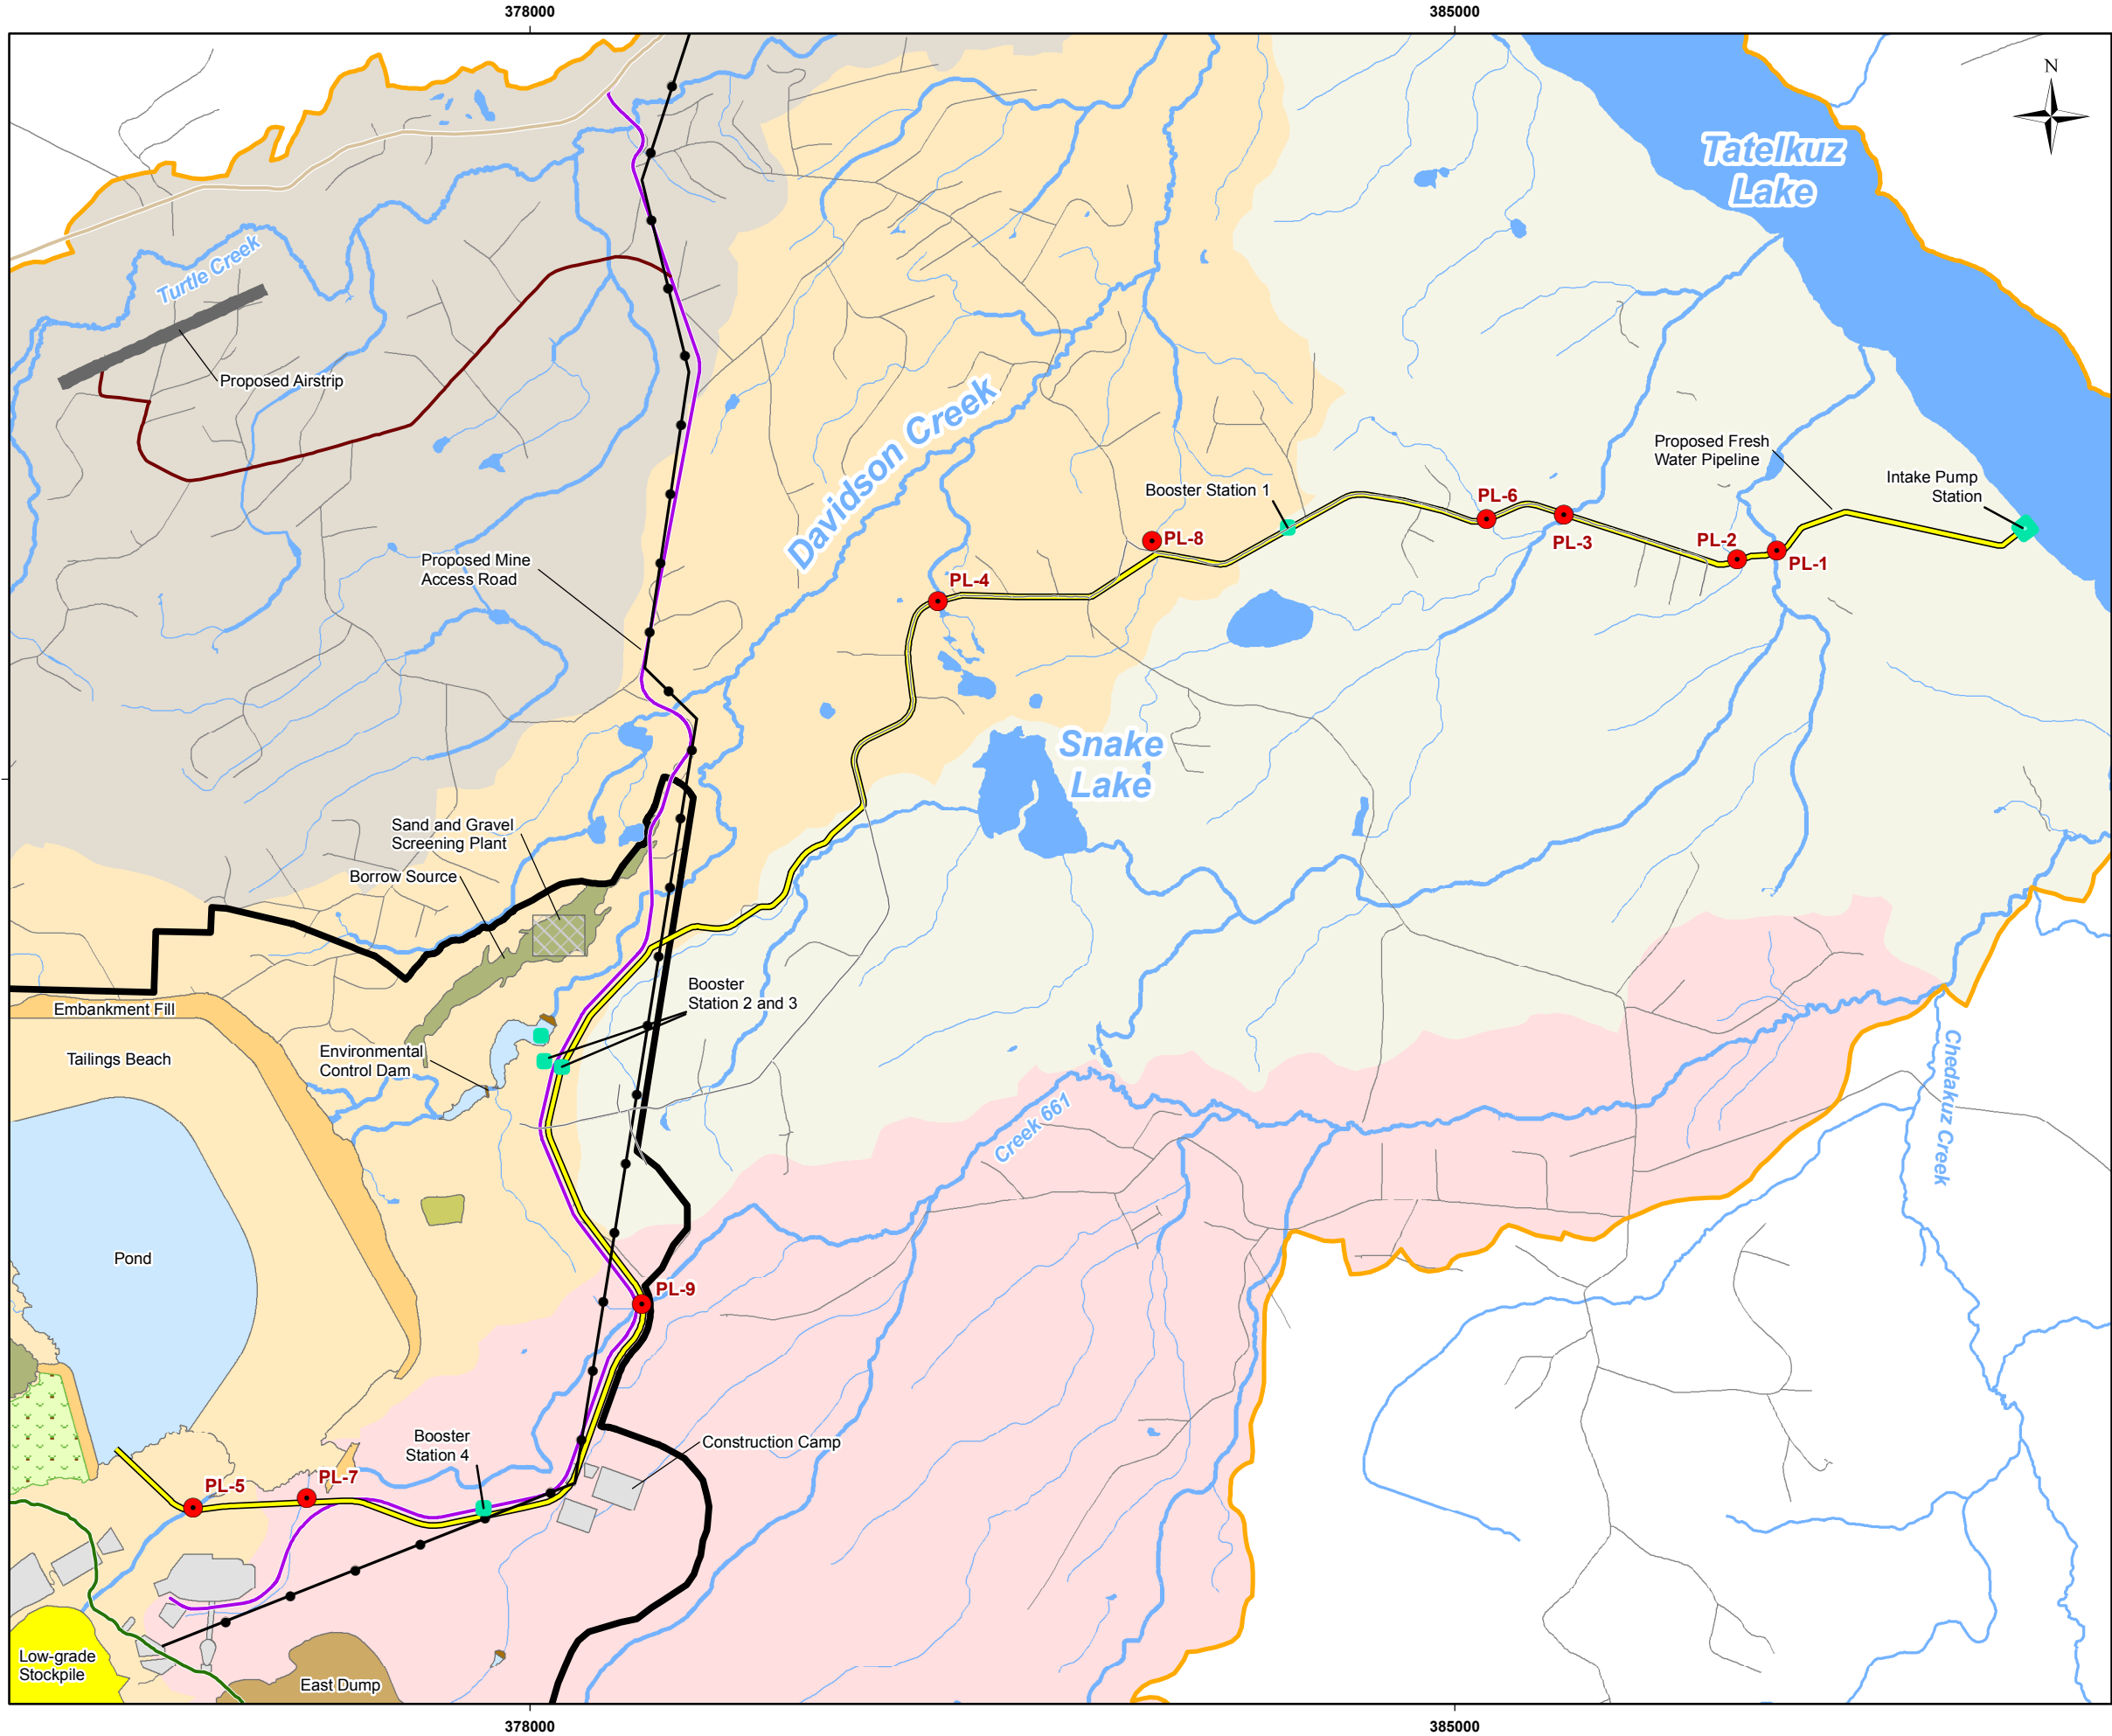 378000
385000
N
Tatelkuz
Lake
Turtle Creek
Proposed Airstrip
Davidson Creek
Proposed Fresh
Water Pipeline
Intake Pump
Station
Booster Station 1
PL-6
PL-3
PL-2
PL-1
PL-8
PL-4
Proposed Mine
Access Road
Snake
Lake
Sand and Gravel
Screening Plant
Borrow Source
Booster
Station 2 and 3
Embankment Fill
Tailings Beach
Environmental
Control Dam
Creek 661
Chedakuz Creek
Pond
PL-9
Booster
Station 4
Construction Camp
PL-5
PL-7
Low-grade
Stockpile
East Dump
378000
385000